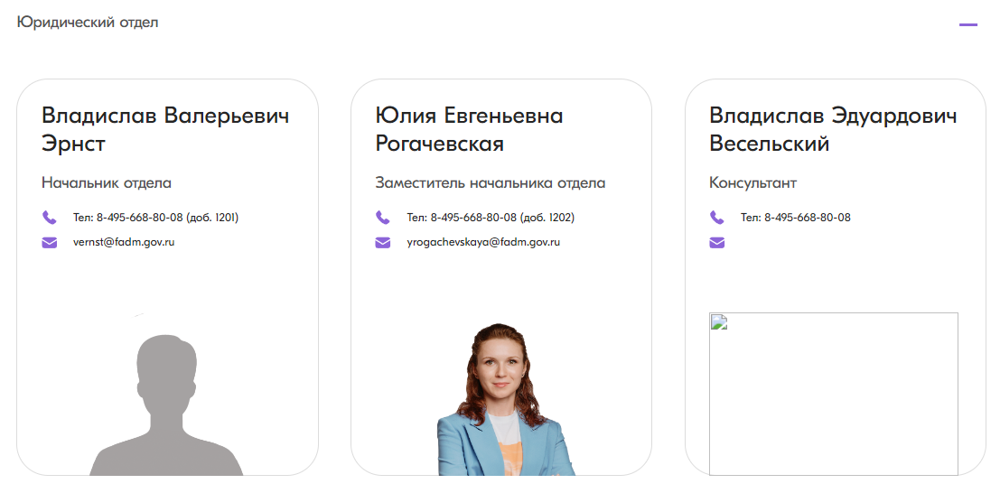 Юридический отдел
Владислав Валерьевич
Эрнст
Начальник отдела
Тел: 8-495-668-80-08 (доб. 1201)
vernst@fadm.gov.ru
Юлия Евгеньевна
Рогачевская
Заместитель начальника отдела
Тел: 8-495-668-80-08 (доб. 1202)
yrogachevskaya@fadm.gov.ru
Владислав Эдуардович
Весельский
Консультант
Тел: 8-495-668-80-08